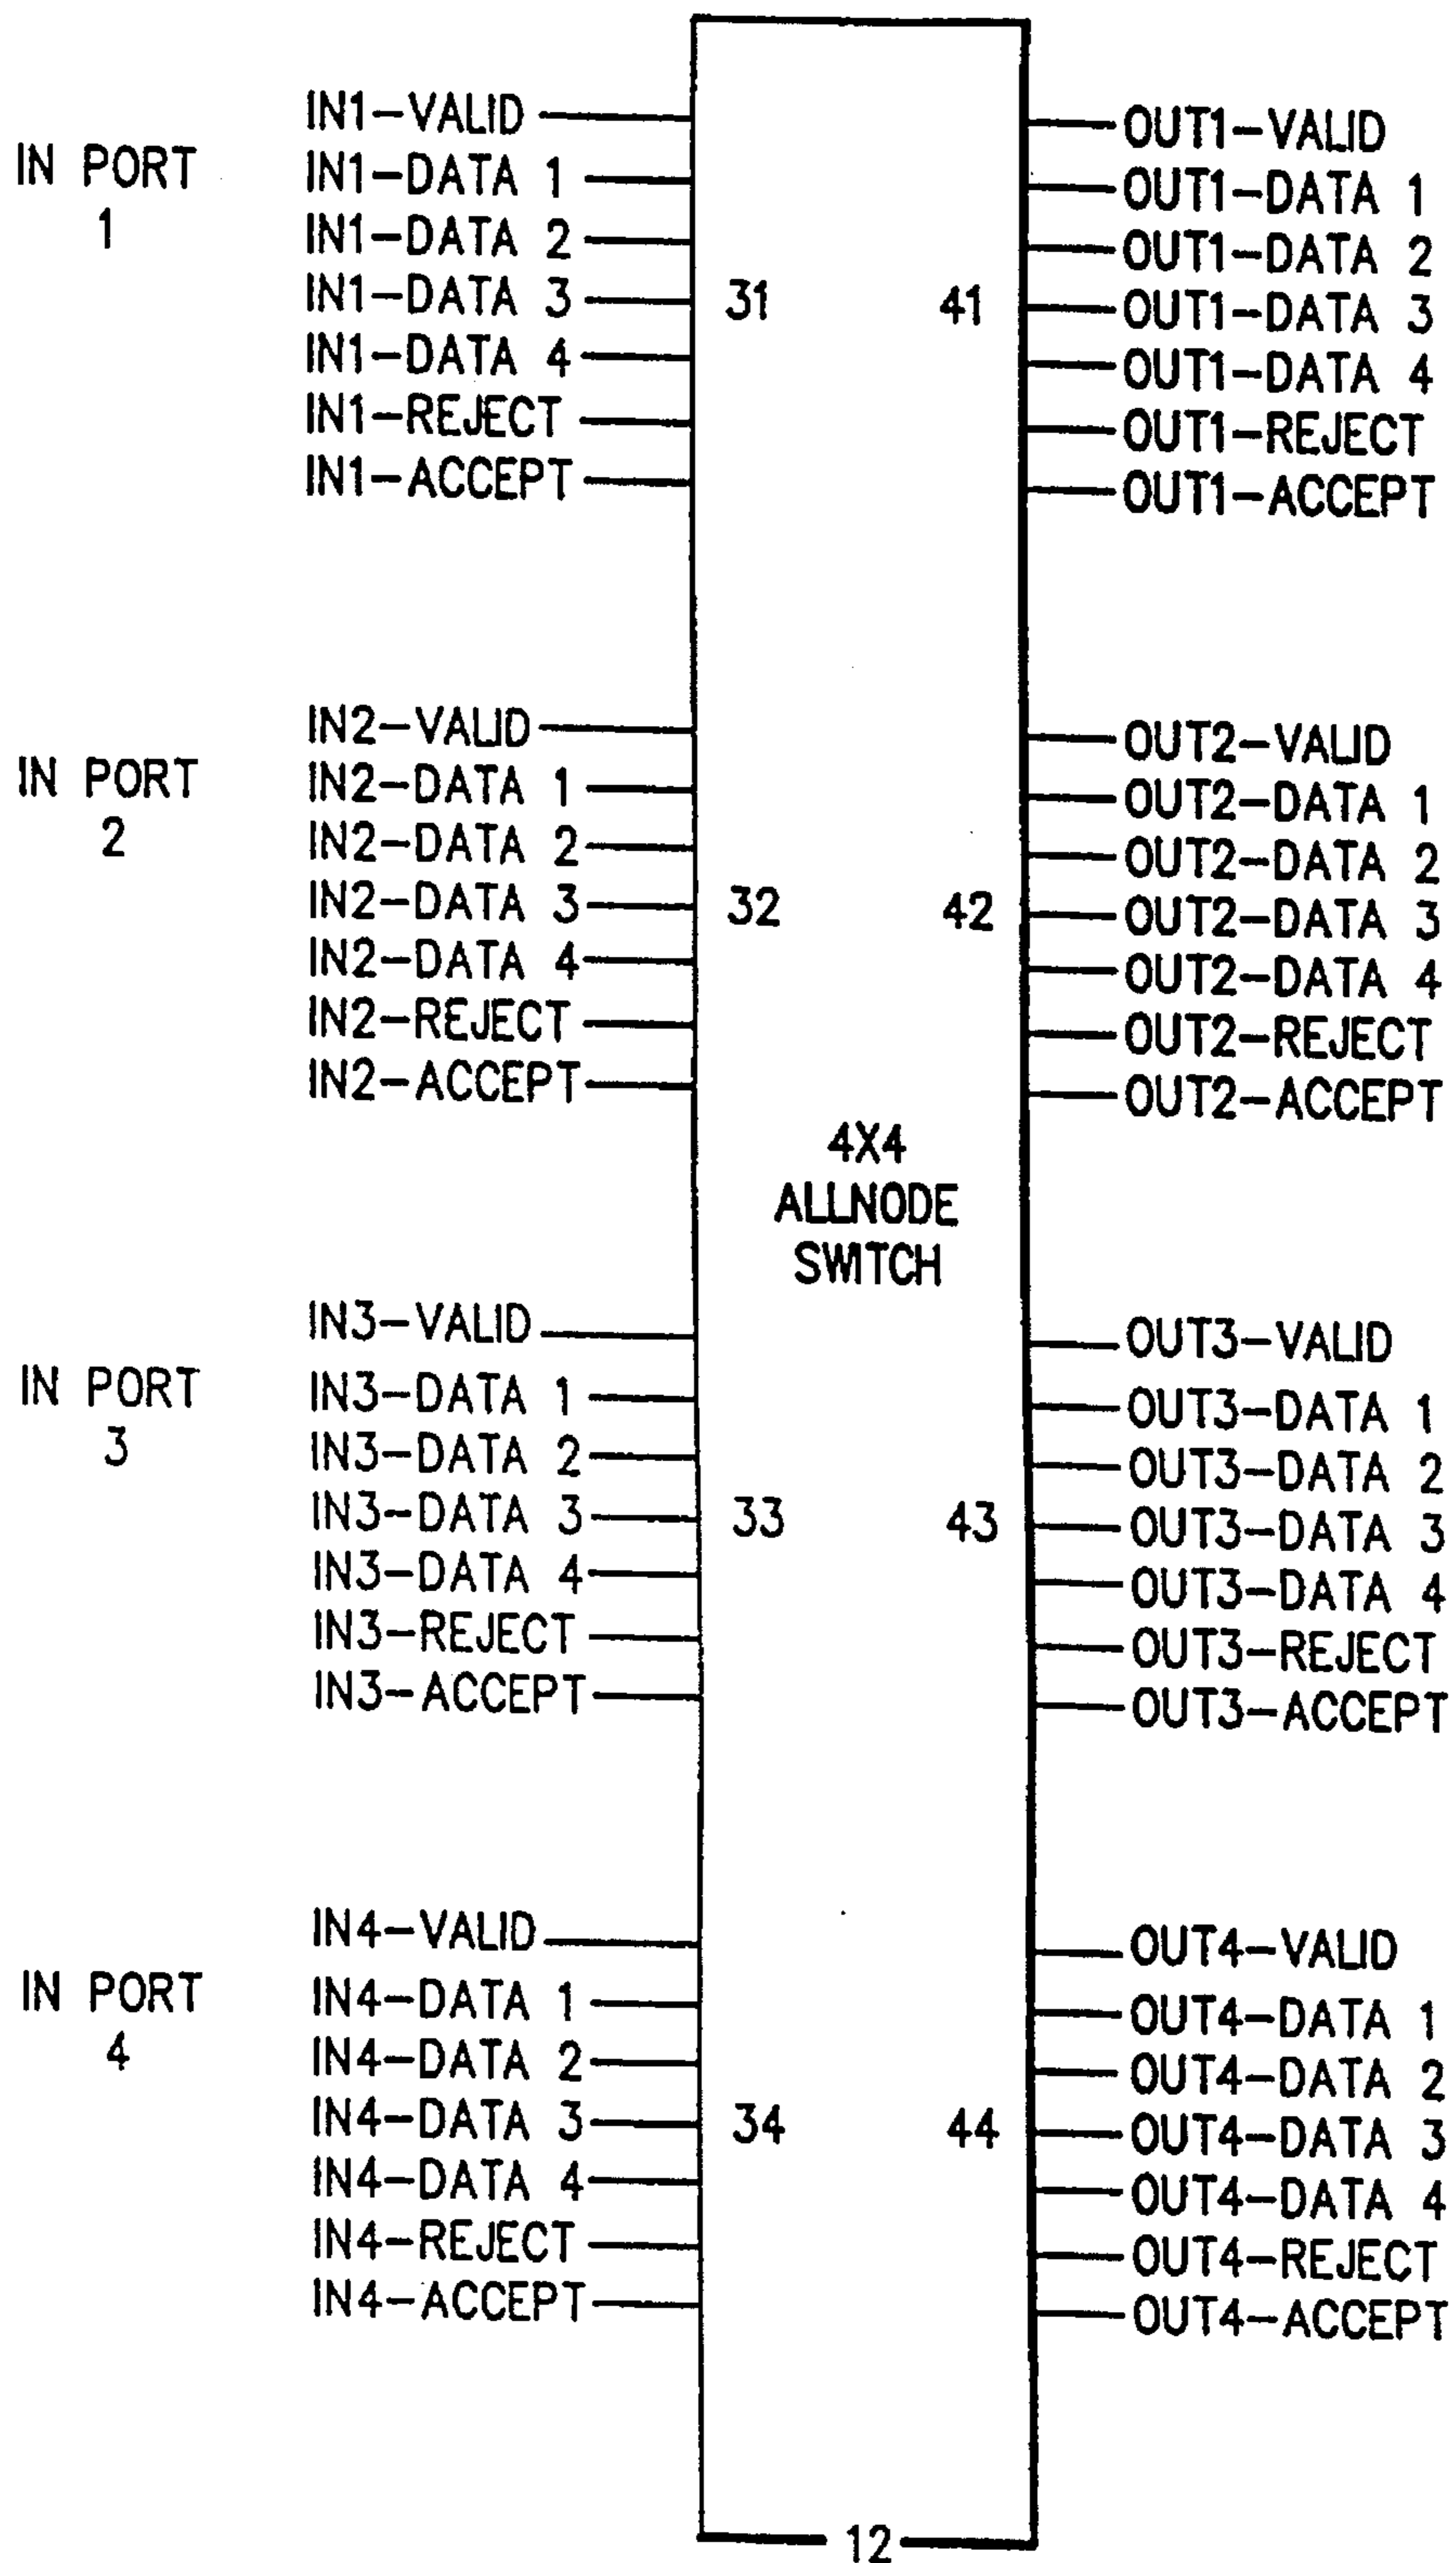 IN PORT
1
IN1-VALID
IN1-DATA 1
IN1-DATA 2
IN1-DATA 3
IN1-DATA 4
IN1-REJECT
IN1-ACCEPT
31
41
OUT1-VALID
OUT1-DATA 1
OUT1-DATA 2
OUT1-DATA 3
OUT1-DATA 4
OUT1-REJECT
OUT1-ACCEPT
IN PORT
2
IN2-VALID
IN2-DATA 1
IN2-DATA 2
IN2-DATA 3
IN2-DATA 4
IN2-REJECT
IN2-ACCEPT
32
42
OUT2-VALID
OUT2-DATA 1
OUT2-DATA 2
OUT2-DATA 3
OUT2-DATA 4
OUT2-REJECT
OUT2-ACCEPT
4X4
ALLNODE
SWITCH
IN PORT
3
IN3-VALID
IN3-DATA 1
IN3-DATA 2
IN3-DATA 3
IN3-DATA 4
IN3-REJECT
IN3-ACCEPT
33
43
OUT3-VALID
OUT3-DATA 1
OUT3-DATA 2
OUT3-DATA 3
OUT3-DATA 4
OUT3-REJECT
OUT3-ACCEPT
IN PORT
4
IN4-VALID
IN4-DATA 1
IN4-DATA 2
IN4-DATA 3
IN4-DATA 4
IN4-REJECT
IN4-ACCEPT
34
44
OUT4-VALID
OUT4-DATA 1
OUT4-DATA 2
OUT4-DATA 3
OUT4-DATA 4
OUT4-REJECT
OUT4-ACCEPT
12